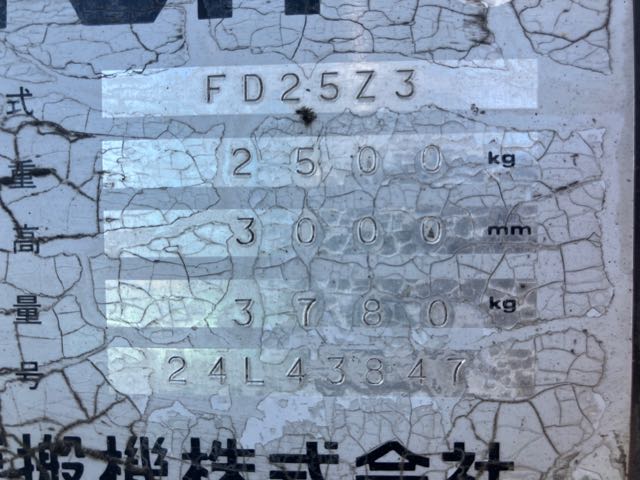 式 FD25Z3
重 2500 kg
高 3000 mm
量 3780 kg
号 24L43847
搬機株式会社